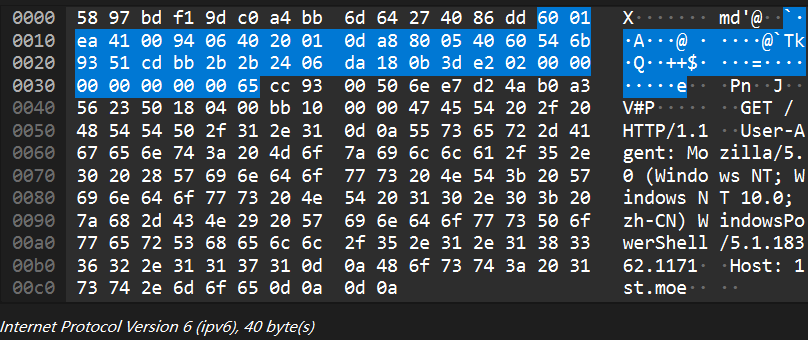 0000 58 97 bd f1 9d c0 a4 bb 6d 64 27 40 86 dd 60 01 X······· md'@··`·
0010 ea 41 00 94 06 40 20 01 0d a8 80 05 40 60 54 6b ·A···@ · ····@`Tk
0020 93 51 cd bb 2b 2b 24 06 da 18 0b 3d e2 02 00 00 ·Q··++$· ···=····
0030 00 00 00 00 00 65 cc 93 00 50 6e e7 d2 4a b0 a3 ·····e·· ·Pn··J··
0040 56 23 50 18 04 00 bb 10 00 00 47 45 54 20 2f 20 V#P····· ··GET /
0050 48 54 54 50 2f 31 2e 31 0d 0a 55 73 65 72 2d 41 HTTP/1.1 ··User-A
0060 67 65 6e 74 3a 20 4d 6f 7a 69 6c 6c 61 2f 35 2e gent: Mo zilla/5.
0070 30 20 28 57 69 6e 64 6f 77 73 20 4e 54 3b 20 57 0 (Windo ws NT; W
0080 69 6e 64 6f 77 73 20 4e 54 20 31 30 2e 30 3b 20 indows N T 10.0;
0090 7a 68 2d 43 4e 29 20 57 69 6e 64 6f 77 73 50 6f zh-CN) W indowsPo
00a0 77 65 72 53 68 65 6c 6c 2f 35 2e 31 2e 31 38 33 werShell /5.1.183
00b0 36 32 2e 31 31 37 31 0d 0a 48 6f 73 74 3a 20 31 62.1171· ·Host: 1
00c0 73 74 2e 6d 6f 65 0d 0a 0d 0a st.moe·· ··
Internet Protocol Version 6 (ipv6), 40 byte(s)